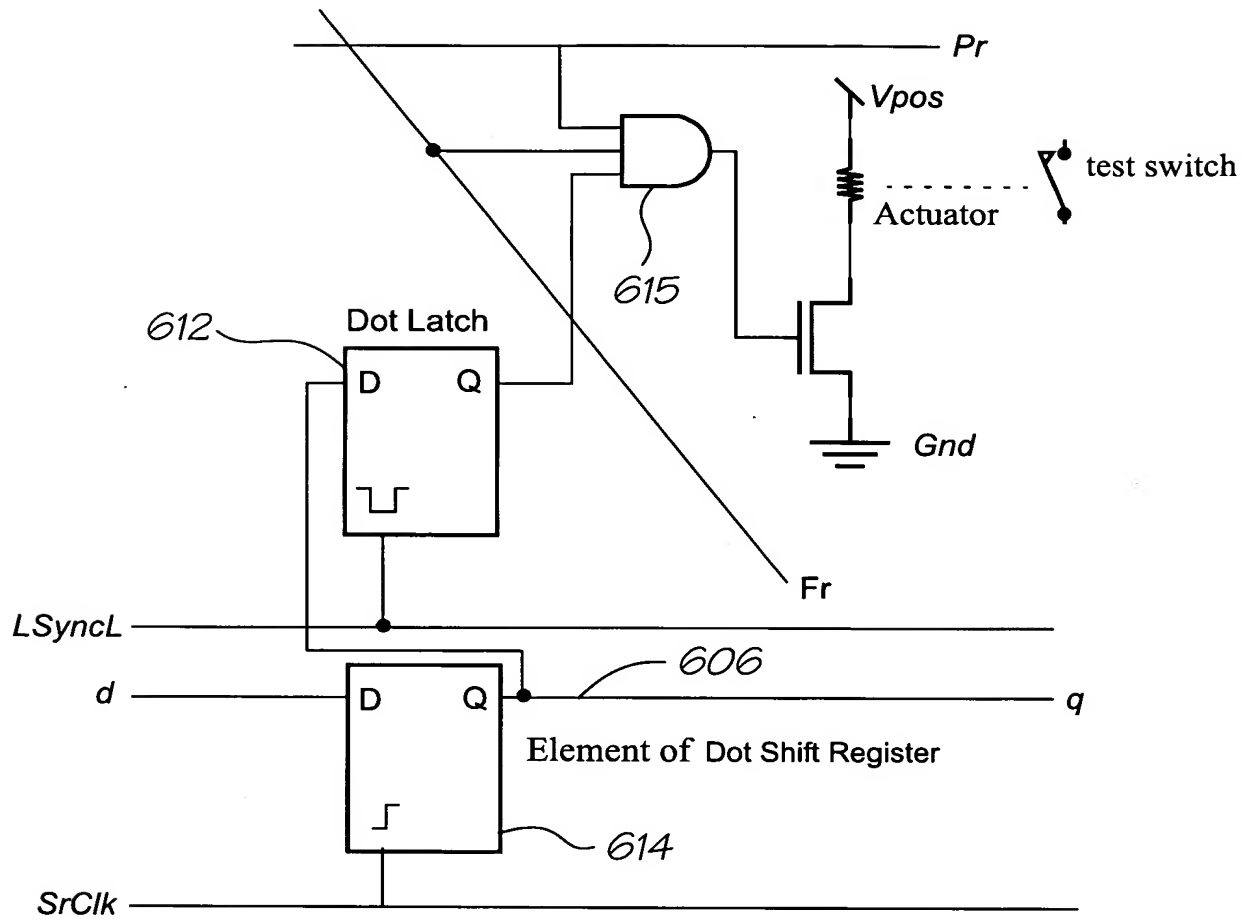 Pr
Vpos
test switch
Actuator
615
612
Dot Latch
D Q
Gnd
Fr
LSyncL
606
d
D Q
q
Element of Dot Shift Register
614
SrClk